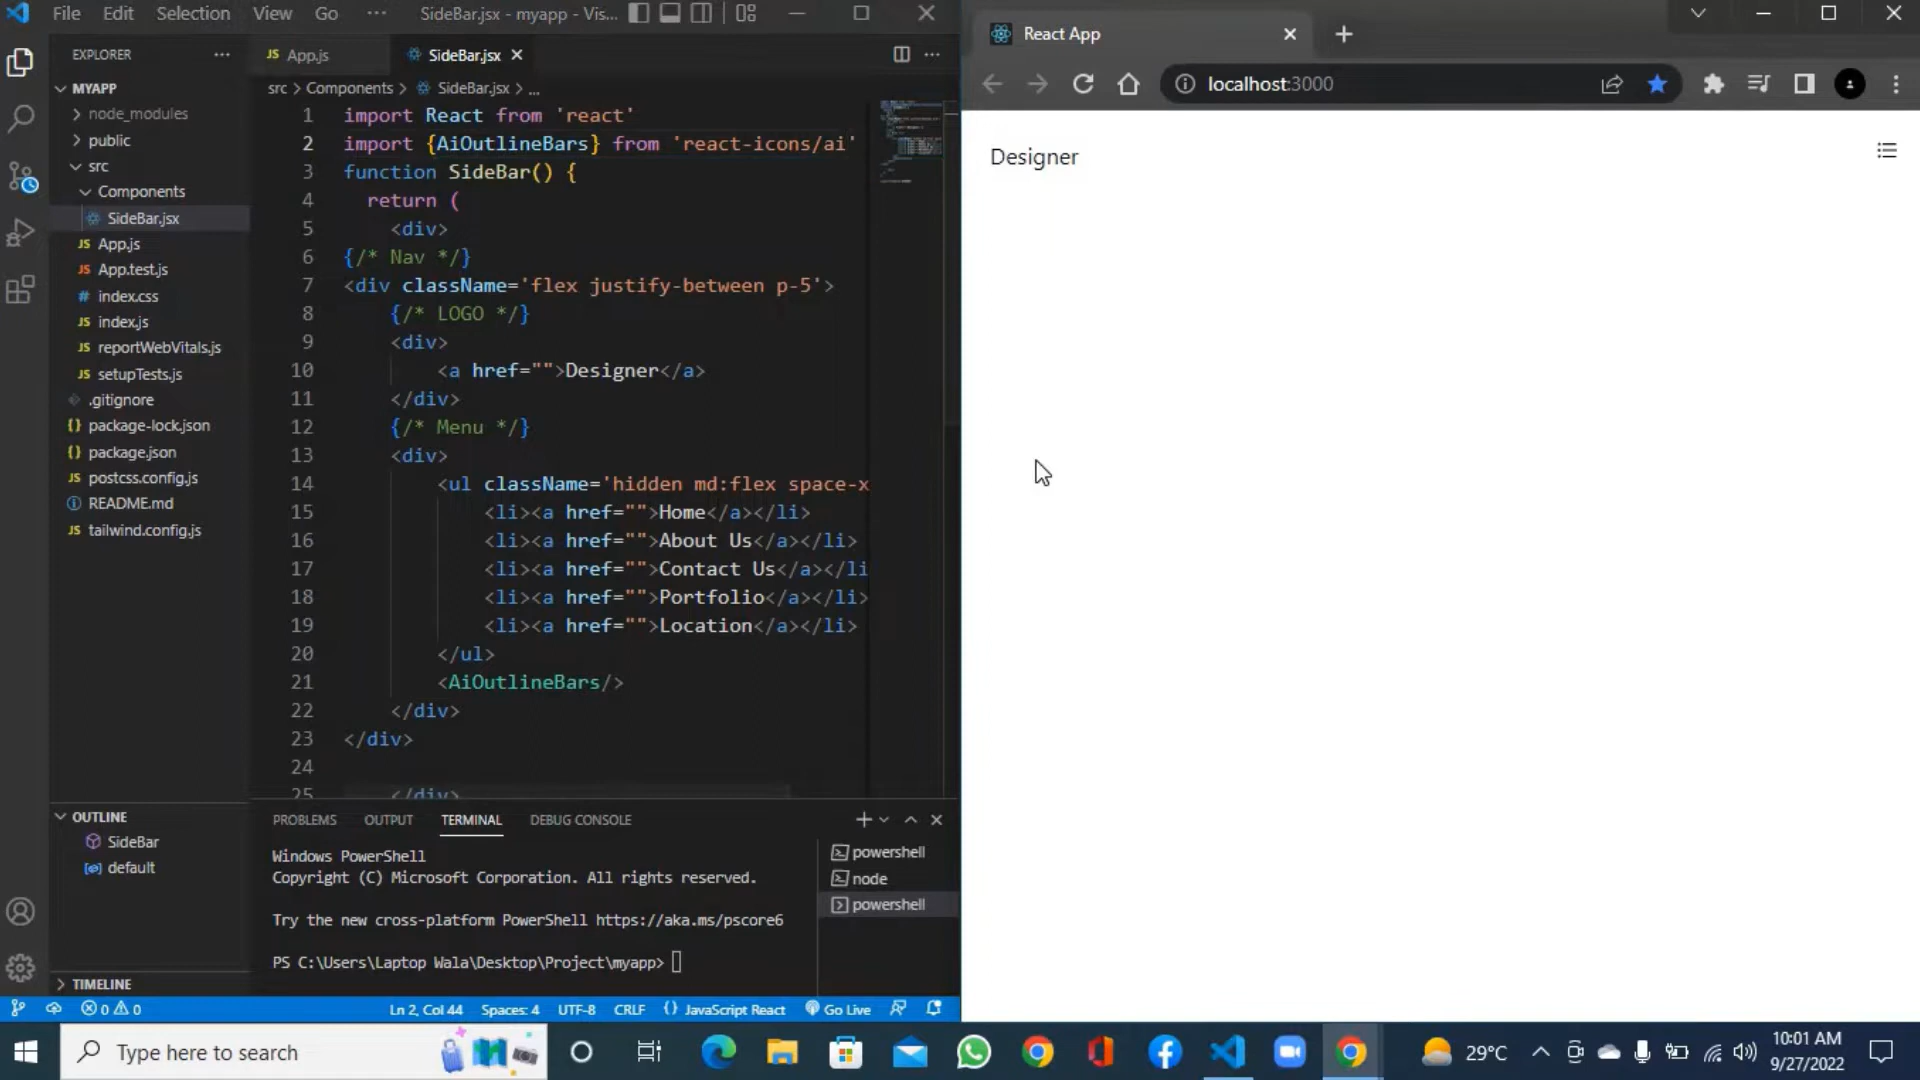 File Edit Selection View Go ··· SideBar.jsx - myapp - Vis...
EXPLORER ···
MYAPP
node_modules
public
src
Components
SideBar.jsx
App.js
App.test.js
index.css
index.js
reportWebVitals.js
setupTests.js
.gitignore
package-lock.json
package.json
postcss.config.js
README.md
tailwind.config.js
OUTLINE
SideBar
default
TIMELINE
JS App.js SideBar.jsx
src > Components > SideBar.jsx > ...
1 import React from 'react'
2 import {AiOutlineBars} from 'react-icons/ai'
3 function SideBar() {
4 return (
5 <div>
6 {/* Nav */}
7 <div className='flex justify-between p-5'>
8 {/* LOGO */}
9 <div>
10 <a href="">Designer</a>
11 </div>
12 {/* Menu */}
13 <div>
14 <ul className='hidden md:flex space-x
15 <li><a href="">Home</a></li>
16 <li><a href="">About Us</a></li>
17 <li><a href="">Contact Us</a></li
18 <li><a href="">Portfolio</a></li>
19 <li><a href="">Location</a></li>
20 </ul>
21 <AiOutlineBars/>
22 </div>
23 </div>
24
25 </div>
PROBLEMS OUTPUT TERMINAL DEBUG CONSOLE
Windows PowerShell
Copyright (C) Microsoft Corporation. All rights reserved.
Try the new cross-platform PowerShell https://aka.ms/pscore6
PS C:\Users\Laptop Wala\Desktop\Project\myapp>
powershell
node
powershell
0 0 Ln 2, Col 44 Spaces: 4 UTF-8 CRLF {} JavaScript React Go Live
React App
localhost:3000
Designer
Type here to search
29°C
10:01 AM
9/27/2022